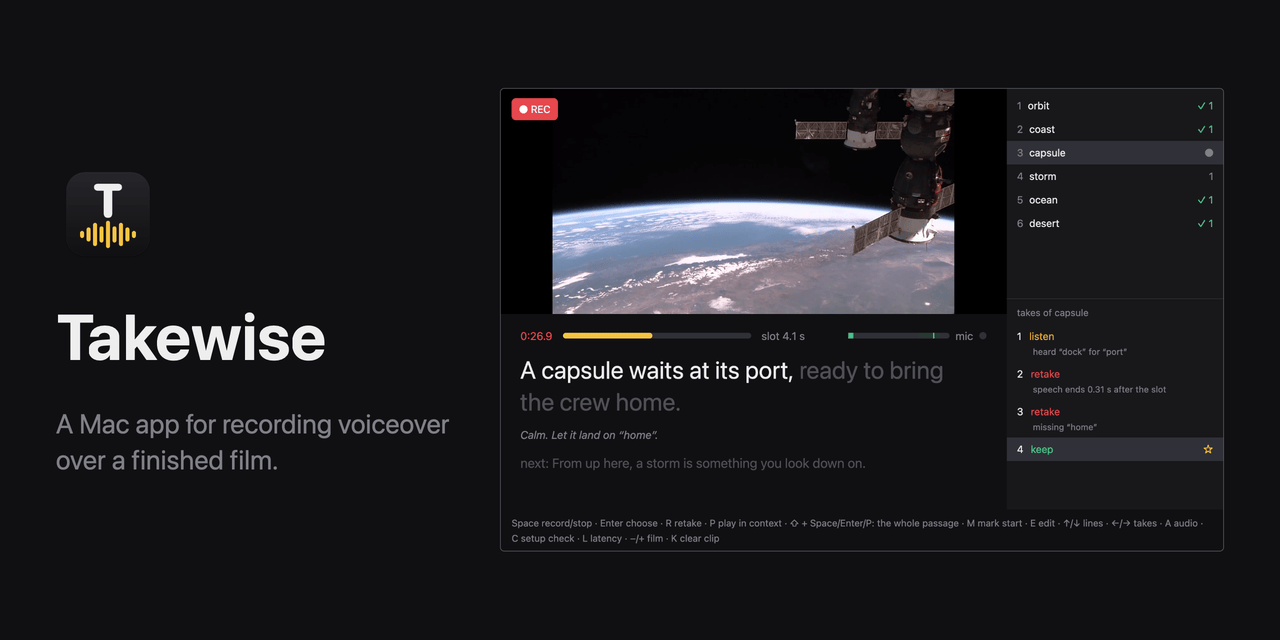 T
Takewise
A Mac app for recording voiceover
over a finished film.
REC
0:26.9
slot 4.1 s
mic
A capsule waits at its port, ready to bring
the crew home.
Calm. Let it land on “home”.
next: From up here, a storm is something you look down on.
1 orbit ✓ 1
2 coast ✓ 1
3 capsule
4 storm 1
5 ocean ✓ 1
6 desert ✓ 1
takes of capsule
1 listen
heard “dock” for “port”
2 retake
speech ends 0.31 s after the slot
3 retake
missing “home”
4 keep
Space record/stop · Enter choose · R retake · P play in context · ⇧ + Space/Enter/P: the whole passage · M mark start · E edit · ↑/↓ lines · ←/→ takes · A audio ·
C setup check · L latency · −/+ film · K clear clip